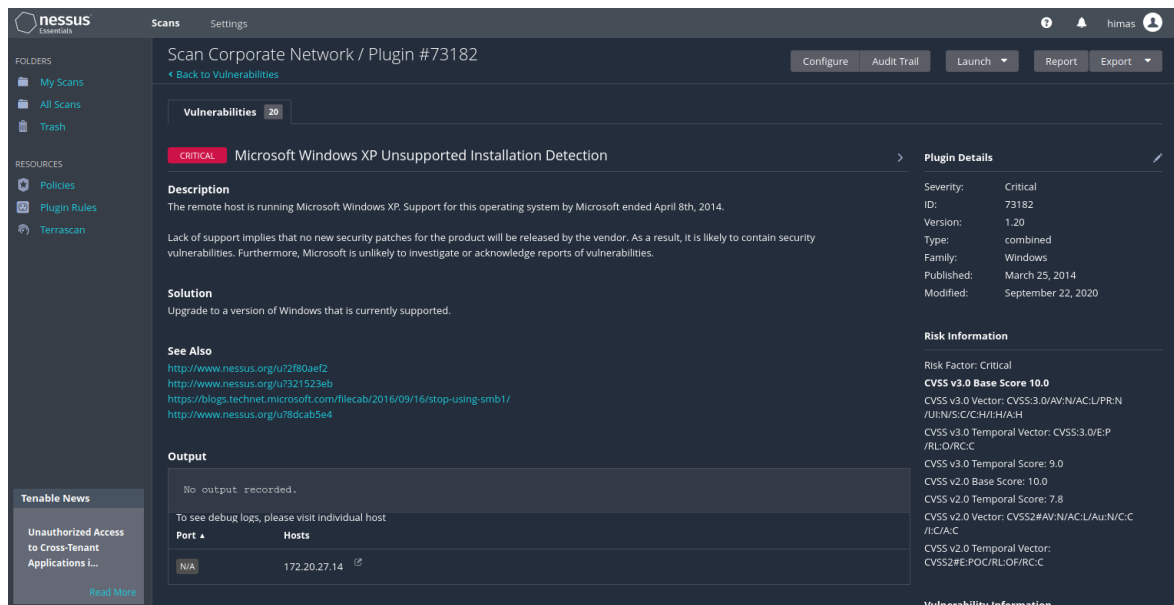 nessus
Essentials
Scans
Settings
himas
FOLDERS
My Scans
All Scans
Trash
RESOURCES
Policies
Plugin Rules
Terrascan
Tenable News
Unauthorized Access
to Cross-Tenant
Applications i...
Read More
Scan Corporate Network / Plugin #73182
Back to Vulnerabilities
Configure
Audit Trail
Launch
Report
Export
Vulnerabilities 20
CRITICAL Microsoft Windows XP Unsupported Installation Detection
Description
The remote host is running Microsoft Windows XP. Support for this operating system by Microsoft ended April 8th, 2014.
Lack of support implies that no new security patches for the product will be released by the vendor. As a result, it is likely to contain security
vulnerabilities. Furthermore, Microsoft is unlikely to investigate or acknowledge reports of vulnerabilities.
Solution
Upgrade to a version of Windows that is currently supported.
See Also
http://www.nessus.org/u?2f80aef2
http://www.nessus.org/u?321523eb
https://blogs.technet.microsoft.com/filecab/2016/09/16/stop-using-smb1/
http://www.nessus.org/u?8dcab5e4
Output
No output recorded.
To see debug logs, please visit individual host
Port Hosts
N/A 172.20.27.14
Plugin Details
Severity: Critical
ID: 73182
Version: 1.20
Type: combined
Family: Windows
Published: March 25, 2014
Modified: September 22, 2020
Risk Information
Risk Factor: Critical
CVSS v3.0 Base Score 10.0
CVSS v3.0 Vector: CVSS:3.0/AV:N/AC:L/PR:N
/UI:N/S:C/C:H/I:H/A:H
CVSS v3.0 Temporal Vector: CVSS:3.0/E:P
/RL:O/RC:C
CVSS v3.0 Temporal Score: 9.0
CVSS v2.0 Base Score: 10.0
CVSS v2.0 Temporal Score: 7.8
CVSS v2.0 Vector: CVSS2#AV:N/AC:L/Au:N/C:C
/I:C/A:C
CVSS v2.0 Temporal Vector:
CVSS2#E:POC/RL:OF/RC:C
Vulnerability Information